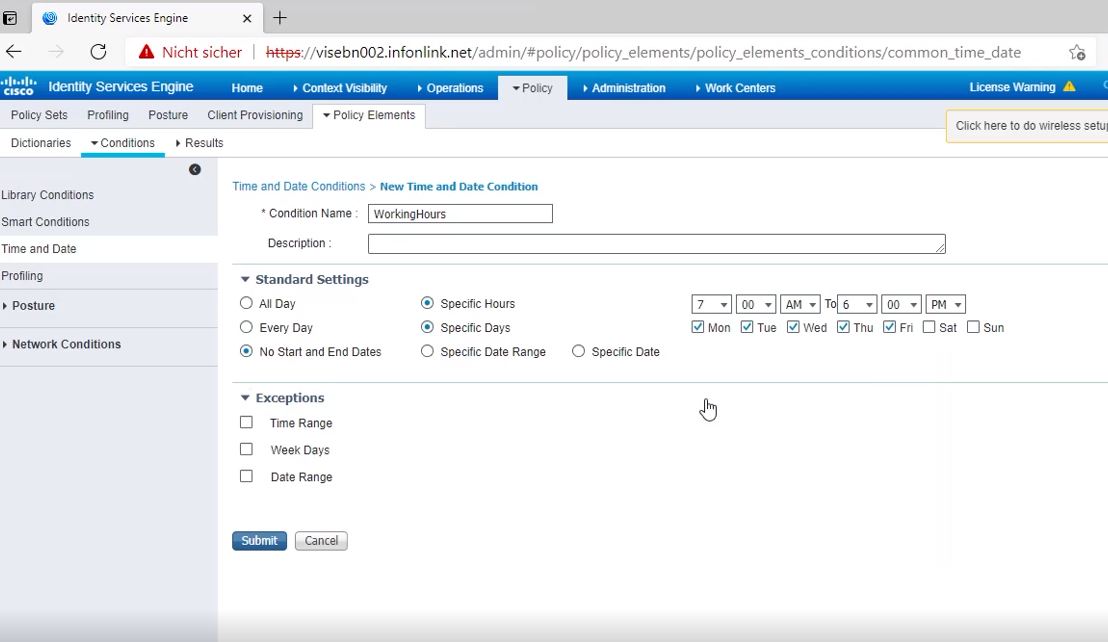 Identity Services Engine
Nicht sicher https://visebn002.infonlink.net/admin/#policy/policy_elements/policy_elements_conditions/common_time_date
CISCO Identity Services Engine Home Context Visibility Operations Policy Administration Work Centers License Warning
Policy Sets Profiling Posture Client Provisioning Policy Elements
Click here to do wireless setup
Dictionaries Conditions Results
Library Conditions
Smart Conditions
Time and Date
Profiling
Posture
Network Conditions
Time and Date Conditions > New Time and Date Condition
* Condition Name : WorkingHours
Description :
Standard Settings
All Day Specific Hours 7 00 AM To 6 00 PM
Every Day Specific Days Mon Tue Wed Thu Fri Sat Sun
No Start and End Dates Specific Date Range Specific Date
Exceptions
Time Range
Week Days
Date Range
Submit Cancel